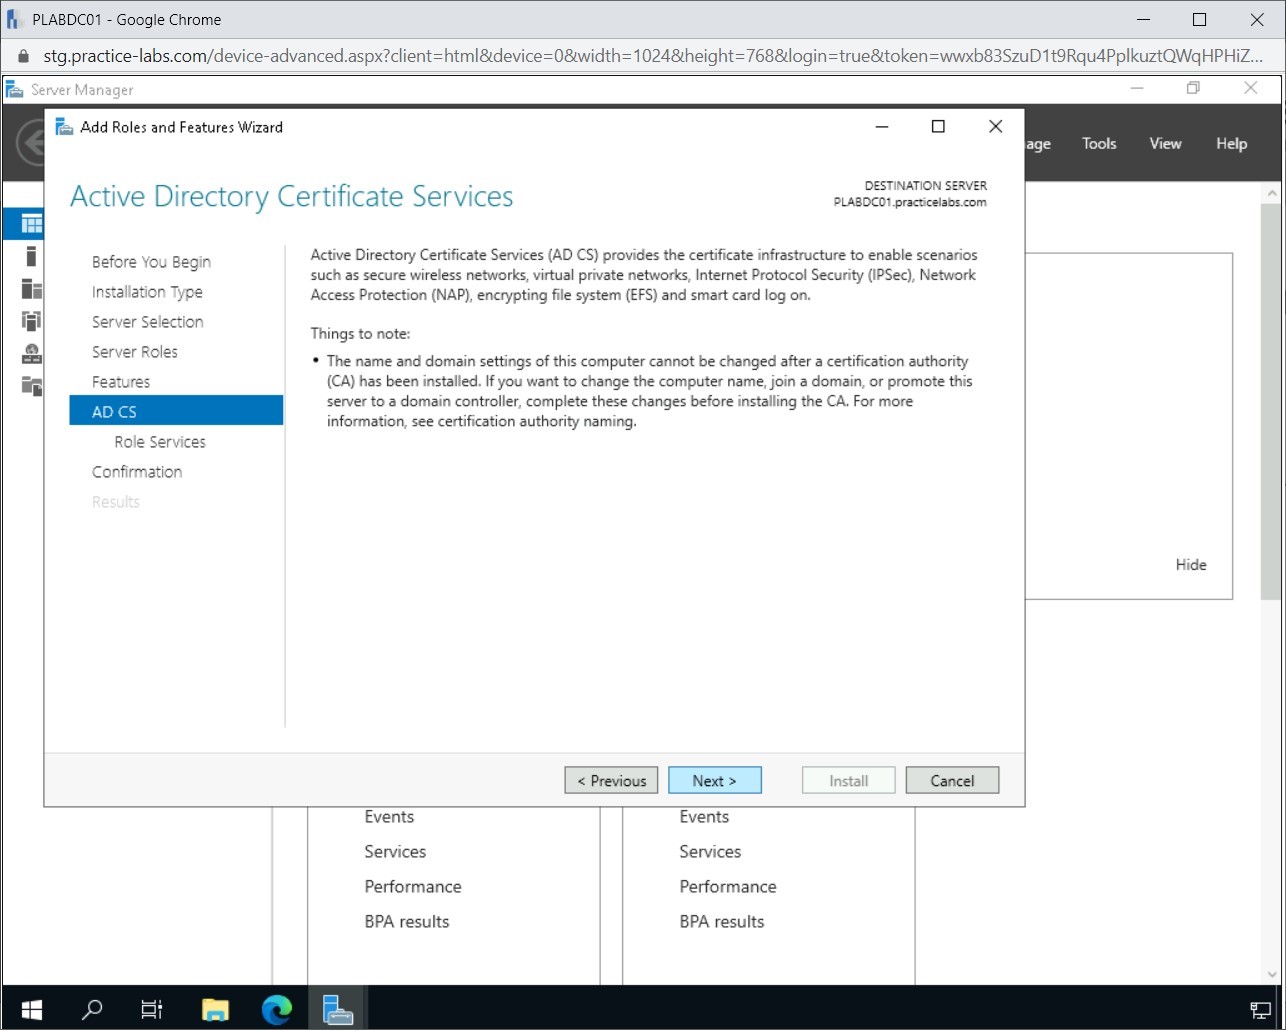 PLABDC01 - Google Chrome
stg.practice-labs.com/device-advanced.aspx?client=html&device=0&width=1024&height=768&login=true&token=wwxb83SzuD1t9Rqu4PplkuztQWqHPHiZ...
Server Manager
Add Roles and Features Wizard
age Tools View Help
Active Directory Certificate Services
DESTINATION SERVER
PLABDC01.practicelabs.com
Before You Begin
Installation Type
Server Selection
Server Roles
Features
AD CS
Role Services
Confirmation
Results
Active Directory Certificate Services (AD CS) provides the certificate infrastructure to enable scenarios
such as secure wireless networks, virtual private networks, Internet Protocol Security (IPSec), Network
Access Protection (NAP), encrypting file system (EFS) and smart card log on.
Things to note:
• The name and domain settings of this computer cannot be changed after a certification authority
(CA) has been installed. If you want to change the computer name, join a domain, or promote this
server to a domain controller, complete these changes before installing the CA. For more
information, see certification authority naming.
Hide
< Previous Next > Install Cancel
Events
Services
Performance
BPA results
Events
Services
Performance
BPA results